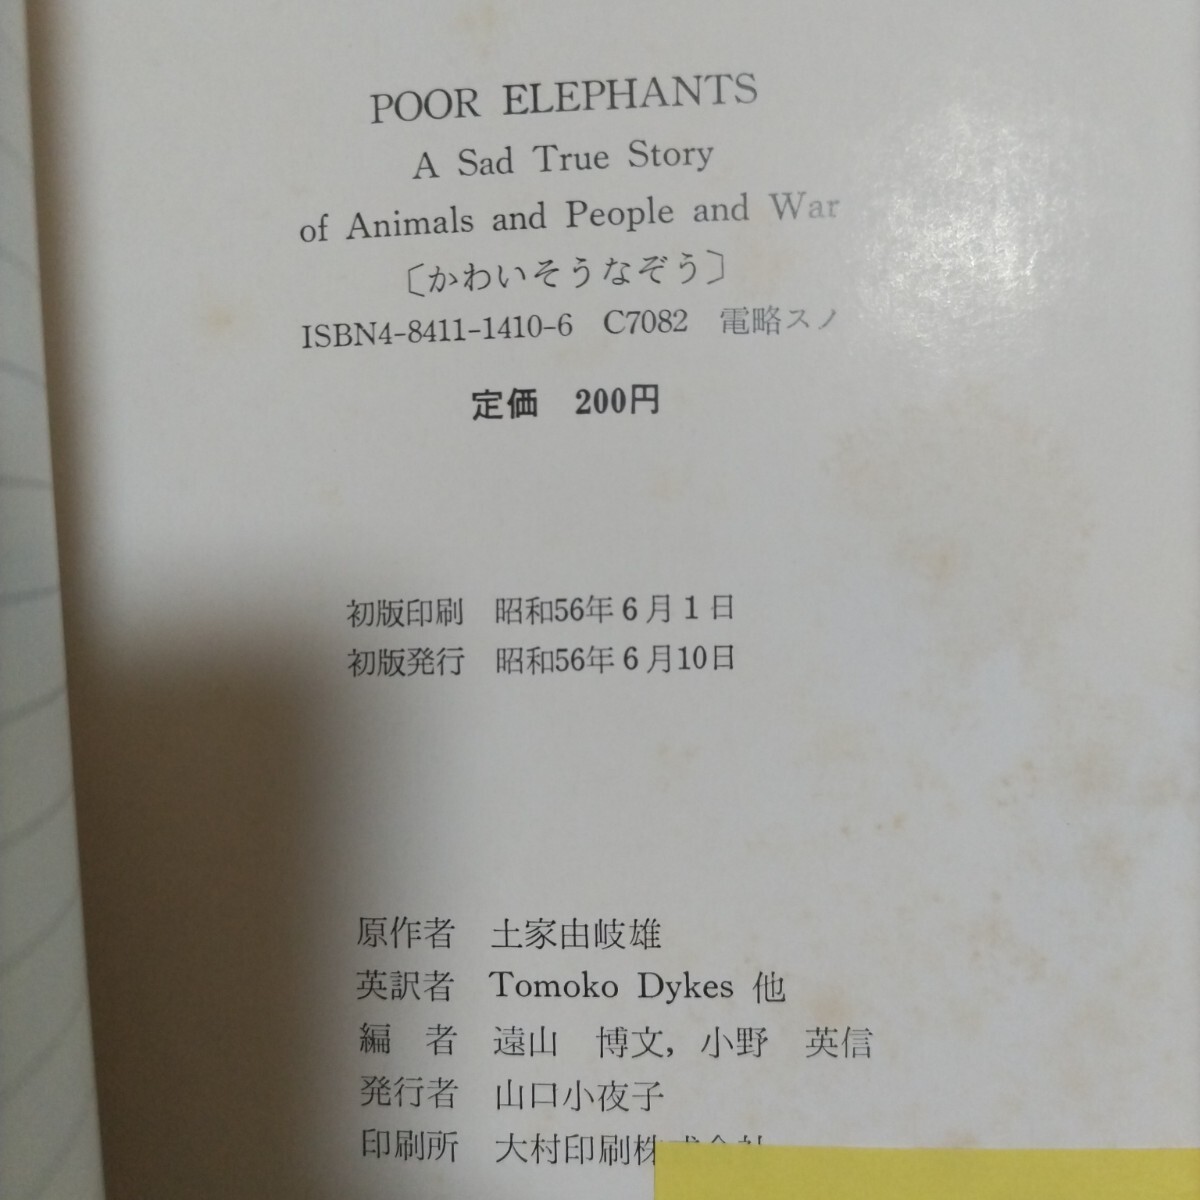 POOR ELEPHANTS
A Sad True Story
of Animals and People and War
〔かわいそうなぞう〕
ISBN4-8411-1410-6 C7082 電略スノ
定価 200円
初版印刷 昭和56年6月1日
初版発行 昭和56年6月10日
原作者 土家由岐雄
英訳者 Tomoko Dykes 他
編 者 遠山 博文, 小野 英信
発行者 山口小夜子
印刷所 大村印刷株式会社